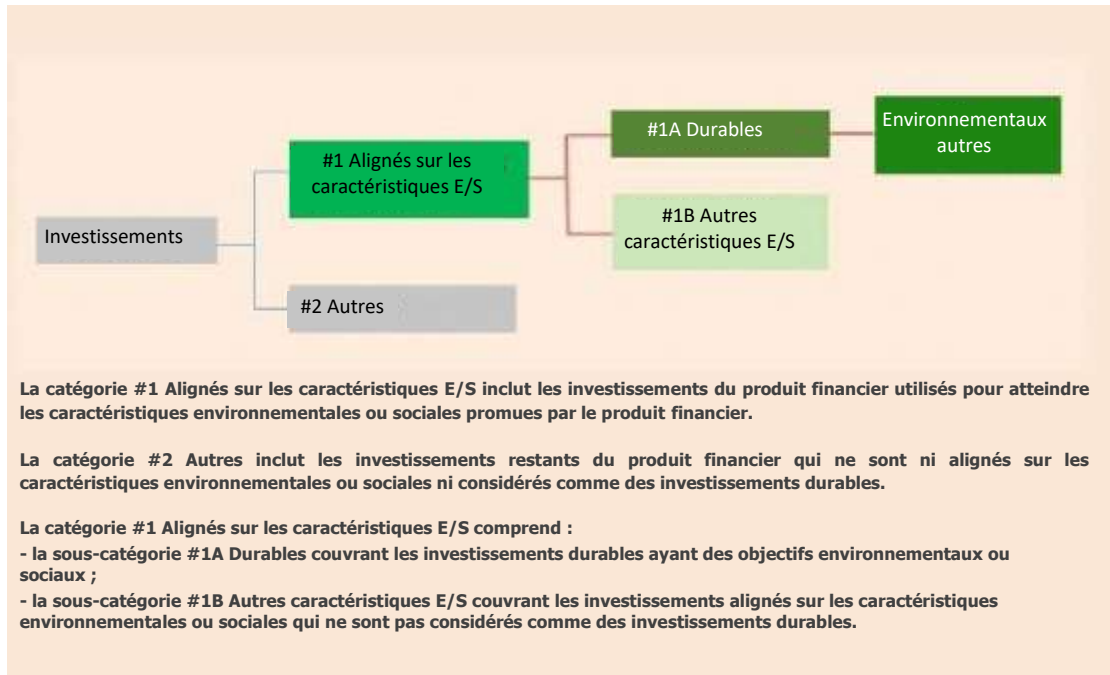 #1A Durables
Environnementaux
autres
#1 Alignés sur les
caractéristiques E/S
#1B Autres
caractéristiques E/S
Investissements
#2 Autres
La catégorie #1 Alignés sur les caractéristiques E/S inclut les investissements du produit financier utilisés pour atteindre
les caractéristiques environnementales ou sociales promues par le produit financier.
La catégorie #2 Autres inclut les investissements restants du produit financier qui ne sont ni alignés sur les
caractéristiques environnementales ou sociales ni considérés comme des investissements durables.
La catégorie #1 Alignés sur les caractéristiques E/S comprend :
- la sous-catégorie #1A Durables couvrant les investissements durables ayant des objectifs environnementaux ou
sociaux ;
- la sous-catégorie #1B Autres caractéristiques E/S couvrant les investissements alignés sur les caractéristiques
environnementales ou sociales qui ne sont pas considérés comme des investissements durables.